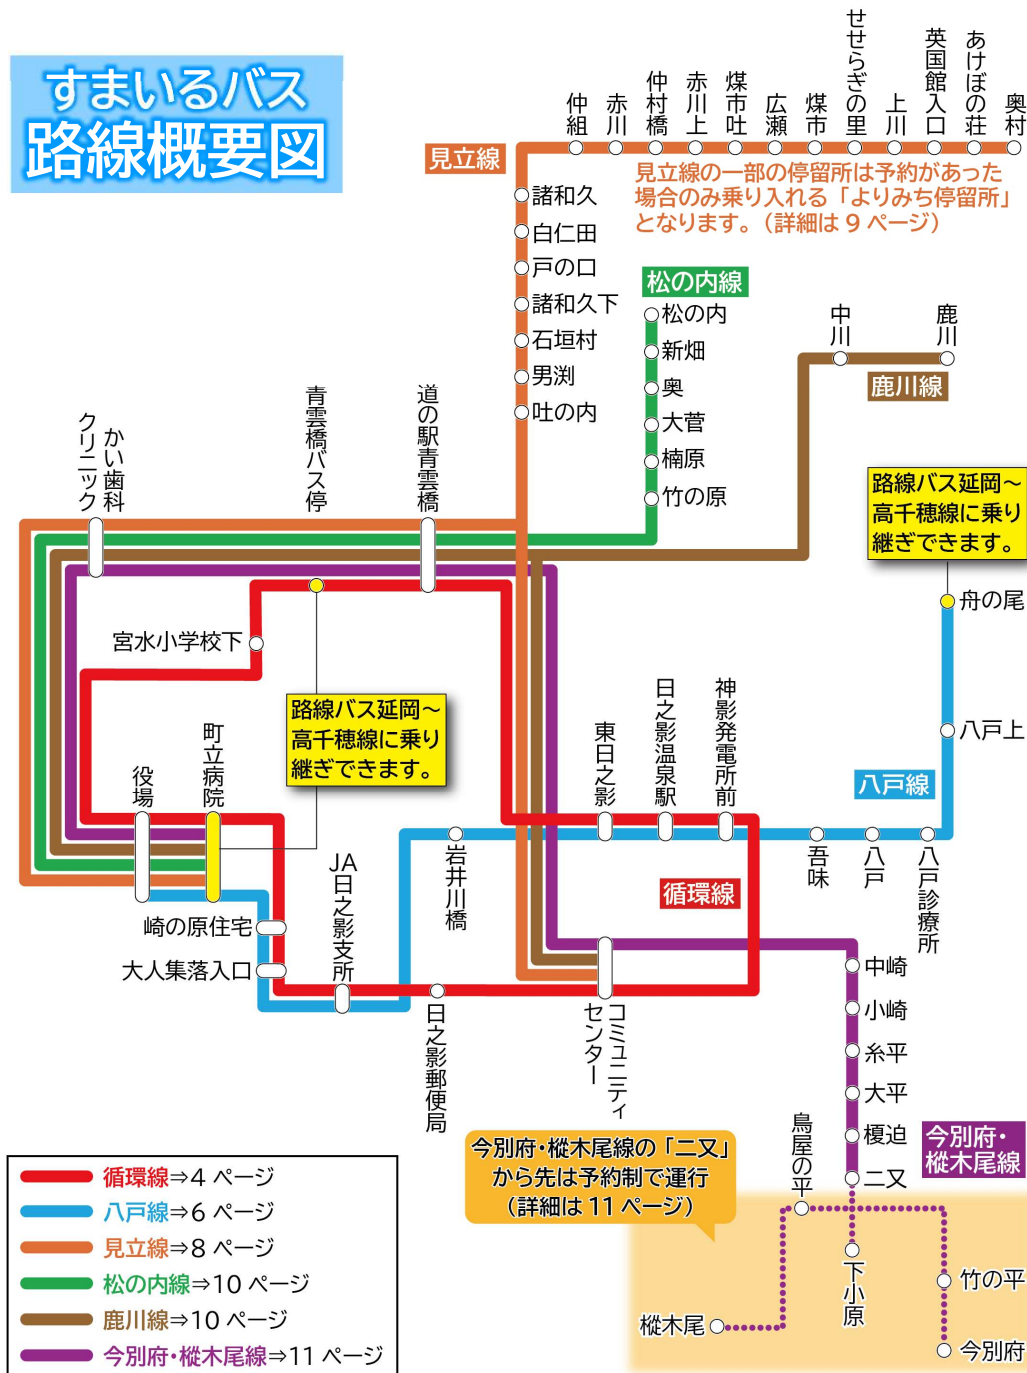 すまいるバス
路線概要図
見立線
仲組
赤川
仲村橋
赤川上
煤市吐
広瀬
煤市
せせらぎの里
上川
英国館入口
あけぼの荘
奥村
見立線の一部の停留所は予約があった
場合のみ乗り入れる「よりみち停留所」
となります。（詳細は 9 ページ）
諸和久
白仁田
戸の口
諸和久下
石垣村
男渕
吐の内
松の内線
松の内
新畑
奥
大菅
楠原
竹の原
中川
鹿川
鹿川線
かい歯科
クリニック
青雲橋バス停
道の駅青雲橋
路線バス延岡〜
高千穂線に乗り
継ぎできます。
舟の尾
八戸上
八戸線
宮水小学校下
路線バス延岡〜
高千穂線に乗り
継ぎできます。
役場
町立病院
東日之影
日之影温泉駅
神影発電所前
岩井川橋
吾味
八戸
八戸診療所
循環線
崎の原住宅
大人集落入口
JA日之影支所
日之影郵便局
コミュニティ
センター
中崎
小崎
糸平
大平
榎迫
二又
今別府・
樅木尾線
今別府・樅木尾線の「二又」
から先は予約制で運行
（詳細は 11 ページ）
鳥屋の平
下小原
竹の平
樅木尾
今別府
循環線⇒4 ページ
八戸線⇒6 ページ
見立線⇒8 ページ
松の内線⇒10 ページ
鹿川線⇒10 ページ
今別府・樅木尾線⇒11 ページ